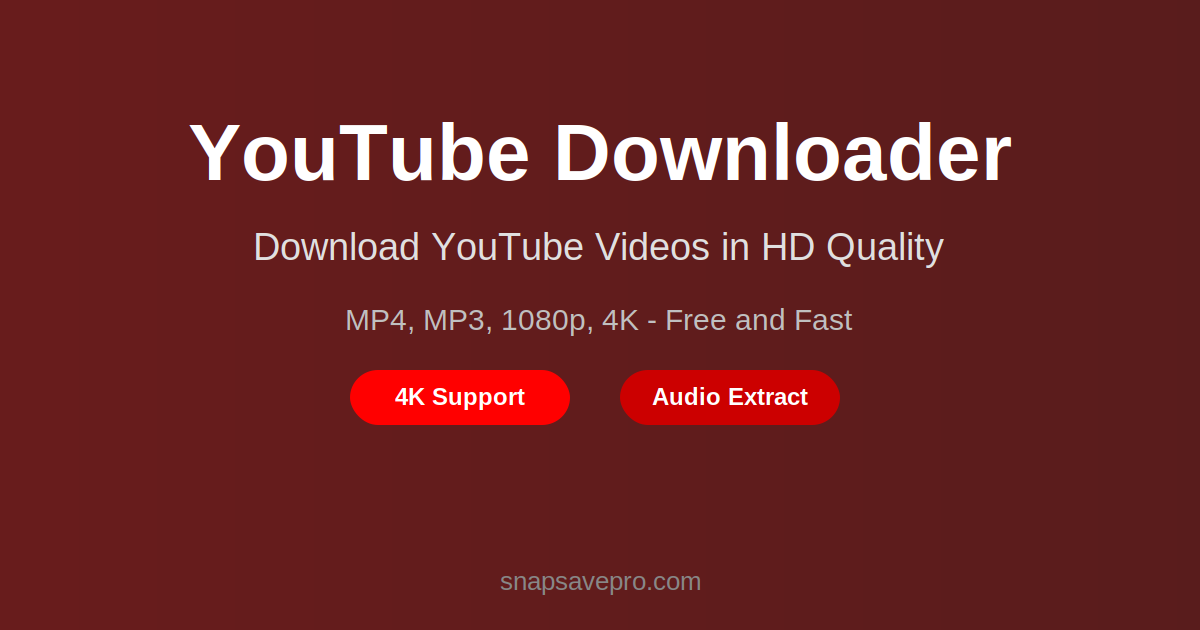 YouTube Downloader
Download YouTube Videos in HD Quality
MP4, MP3, 1080p, 4K - Free and Fast
4K Support
Audio Extract
snapsavepro.com